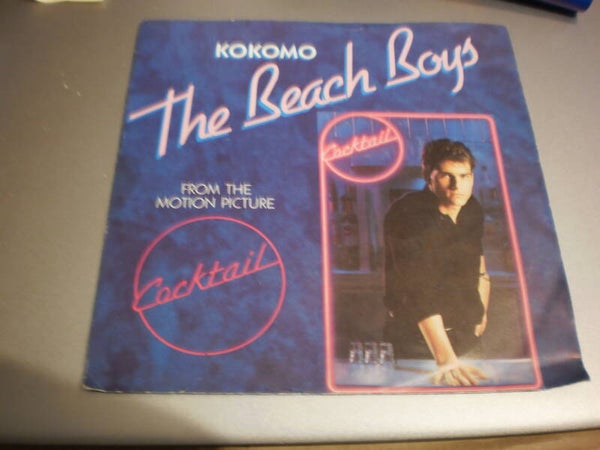 KOKOMO
The Beach Boys
Cocktail
FROM THE
MOTION PICTURE
Cocktail